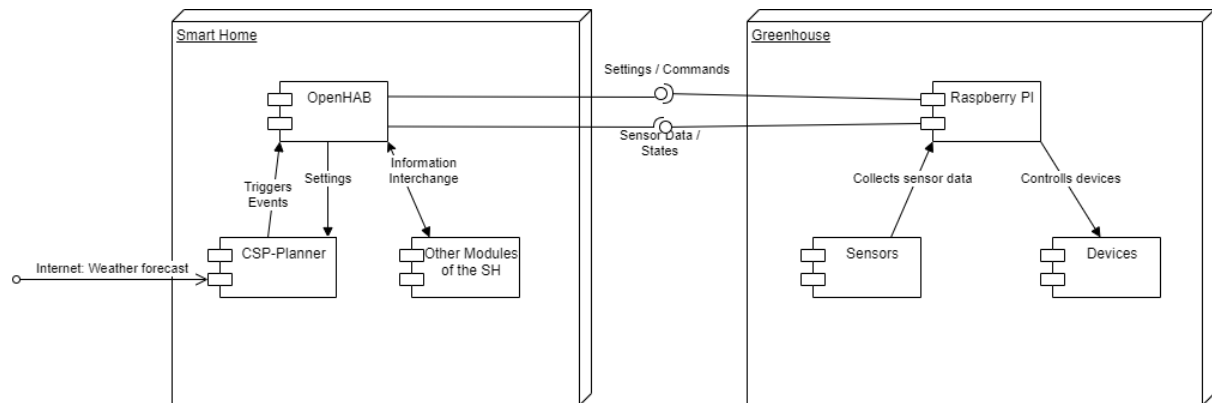 Smart Home
Greenhouse
Settings / Commands
OpenHAB
Raspberry PI
Sensor Data /
States
Information
Interchange
Settings
Triggers
Events
Collects sensor data
Controlls devices
CSP-Planner
Other Modules
of the SH
Sensors
Devices
Internet: Weather forecast